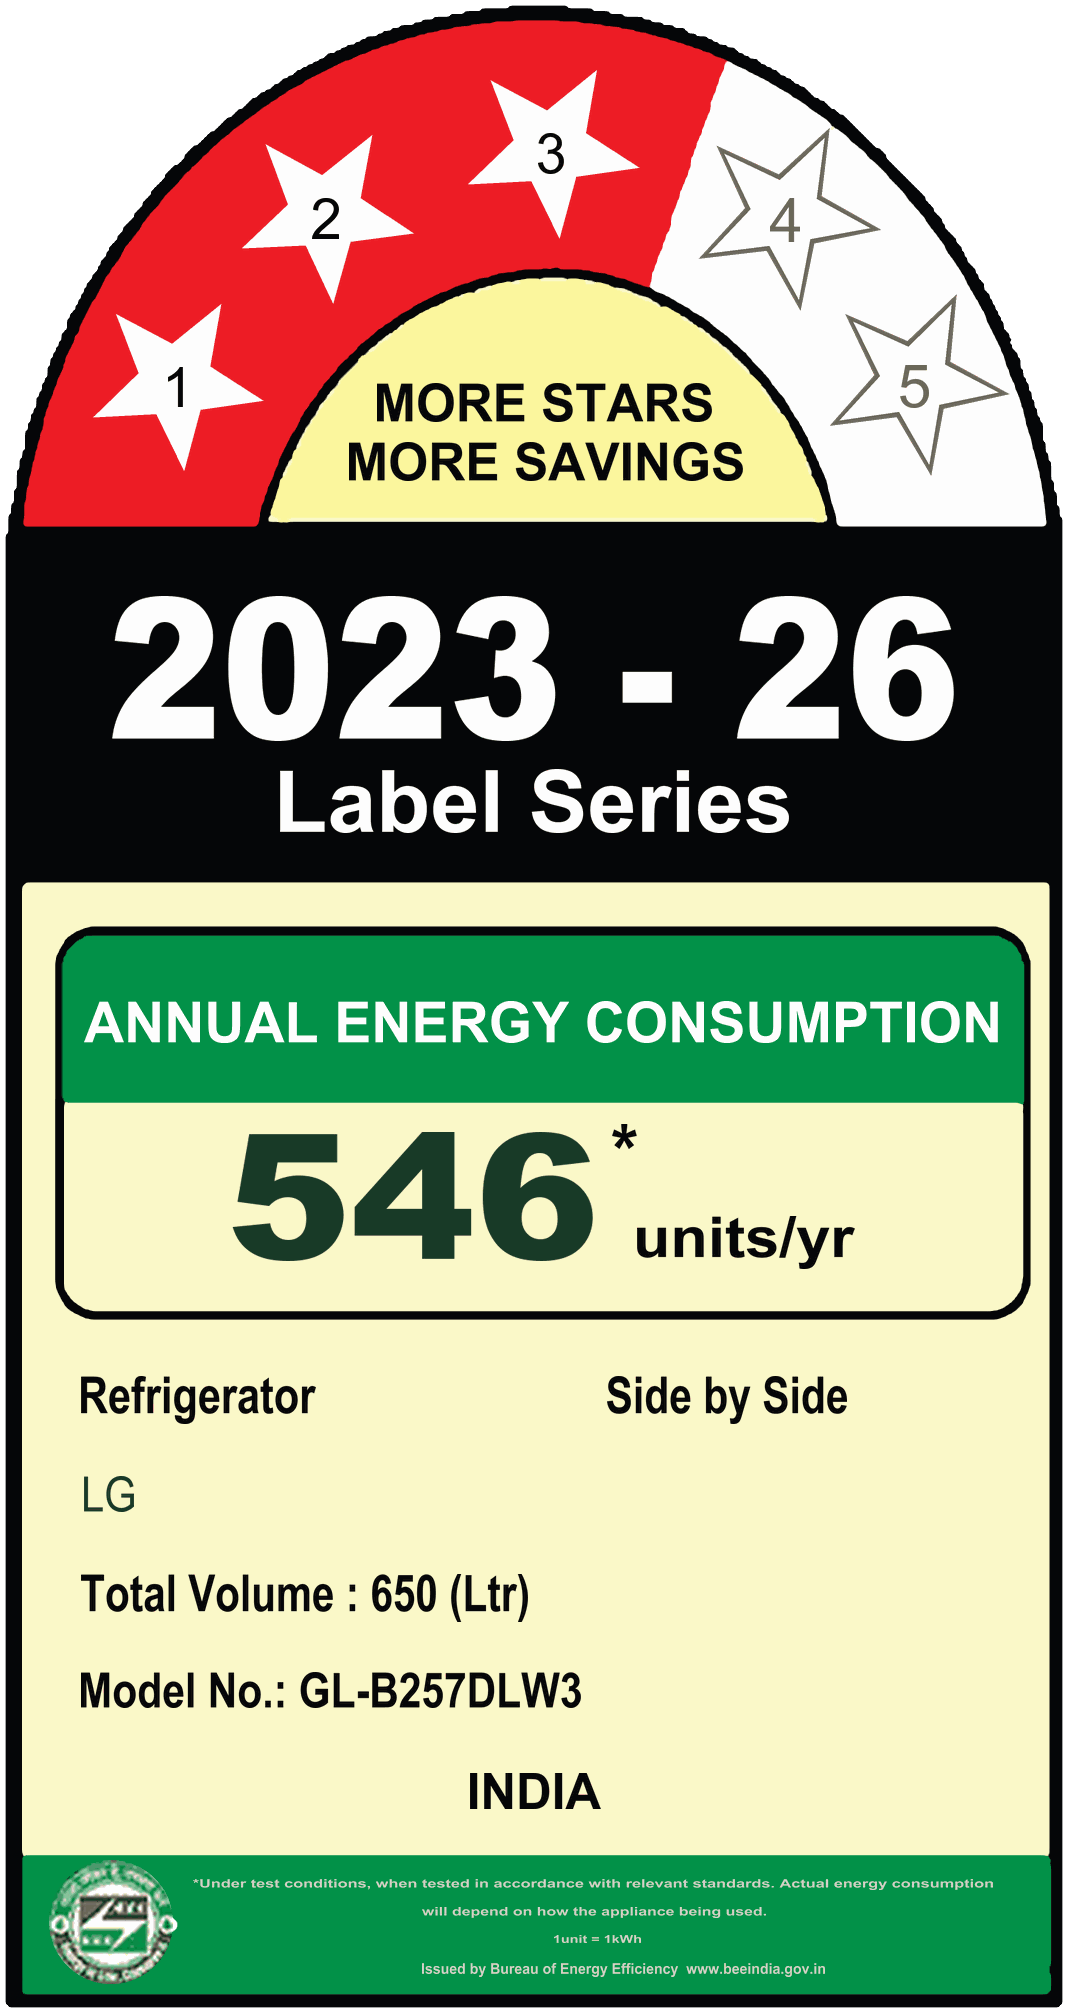 1
2
3
4
5
MORE STARS
MORE SAVINGS
2023 - 26
Label Series
ANNUAL ENERGY CONSUMPTION
546*
units/yr
Refrigerator Side by Side
LG
Total Volume : 650 (Ltr)
Model No.: GL-B257DLW3
INDIA
*Under test conditions, when tested in accordance with relevant standards. Actual energy consumption
will depend on how the appliance being used.
1unit = 1kWh
Issued by Bureau of Energy Efficiency www.beeindia.gov.in